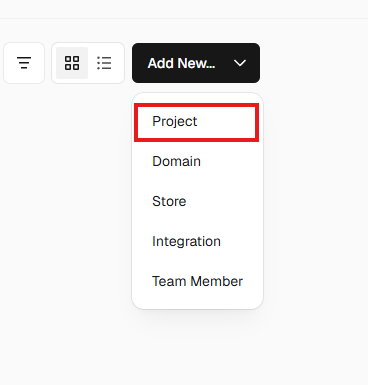 Add New...
Project
Domain
Store
Integration
Team Member